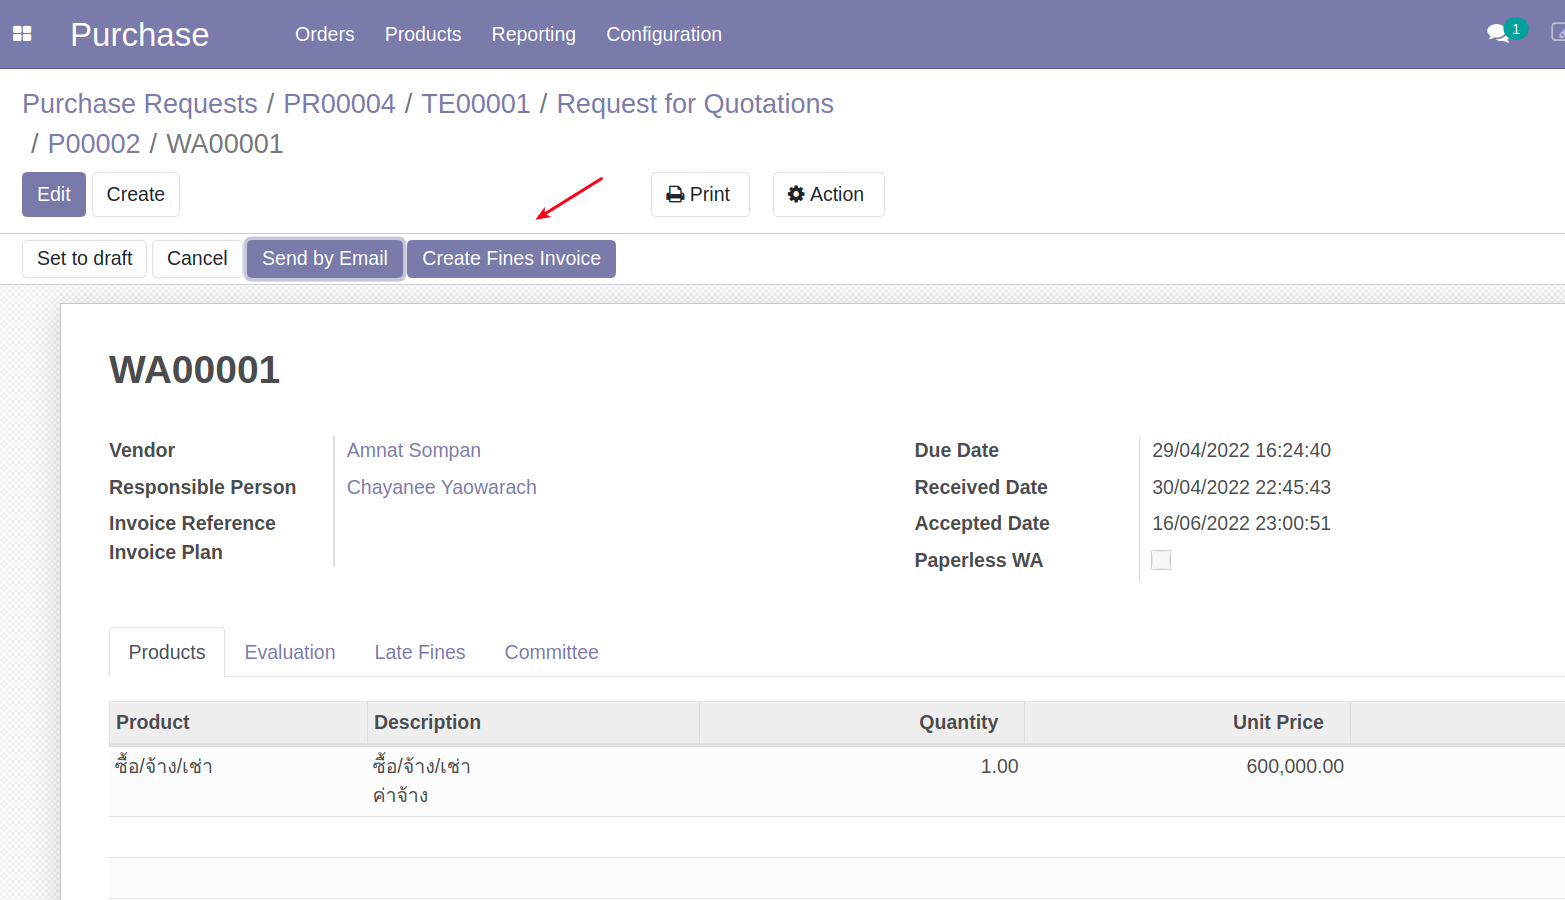 Purchase Orders Products Reporting Configuration 1
Purchase Requests / PR00004 / TE00001 / Request for Quotations
/ P00002 / WA00001
Edit Create Print Action
Set to draft Cancel Send by Email Create Fines Invoice
WA00001
Vendor Amnat Sompan Due Date 29/04/2022 16:24:40
Responsible Person Chayanee Yaowarach Received Date 30/04/2022 22:45:43
Invoice Reference Accepted Date 16/06/2022 23:00:51
Invoice Plan Paperless WA
Products Evaluation Late Fines Committee
Product Description Quantity Unit Price
ซื้อ/จ้าง/เช่า ซื้อ/จ้าง/เช่า 1.00 600,000.00
ค่าจ้าง